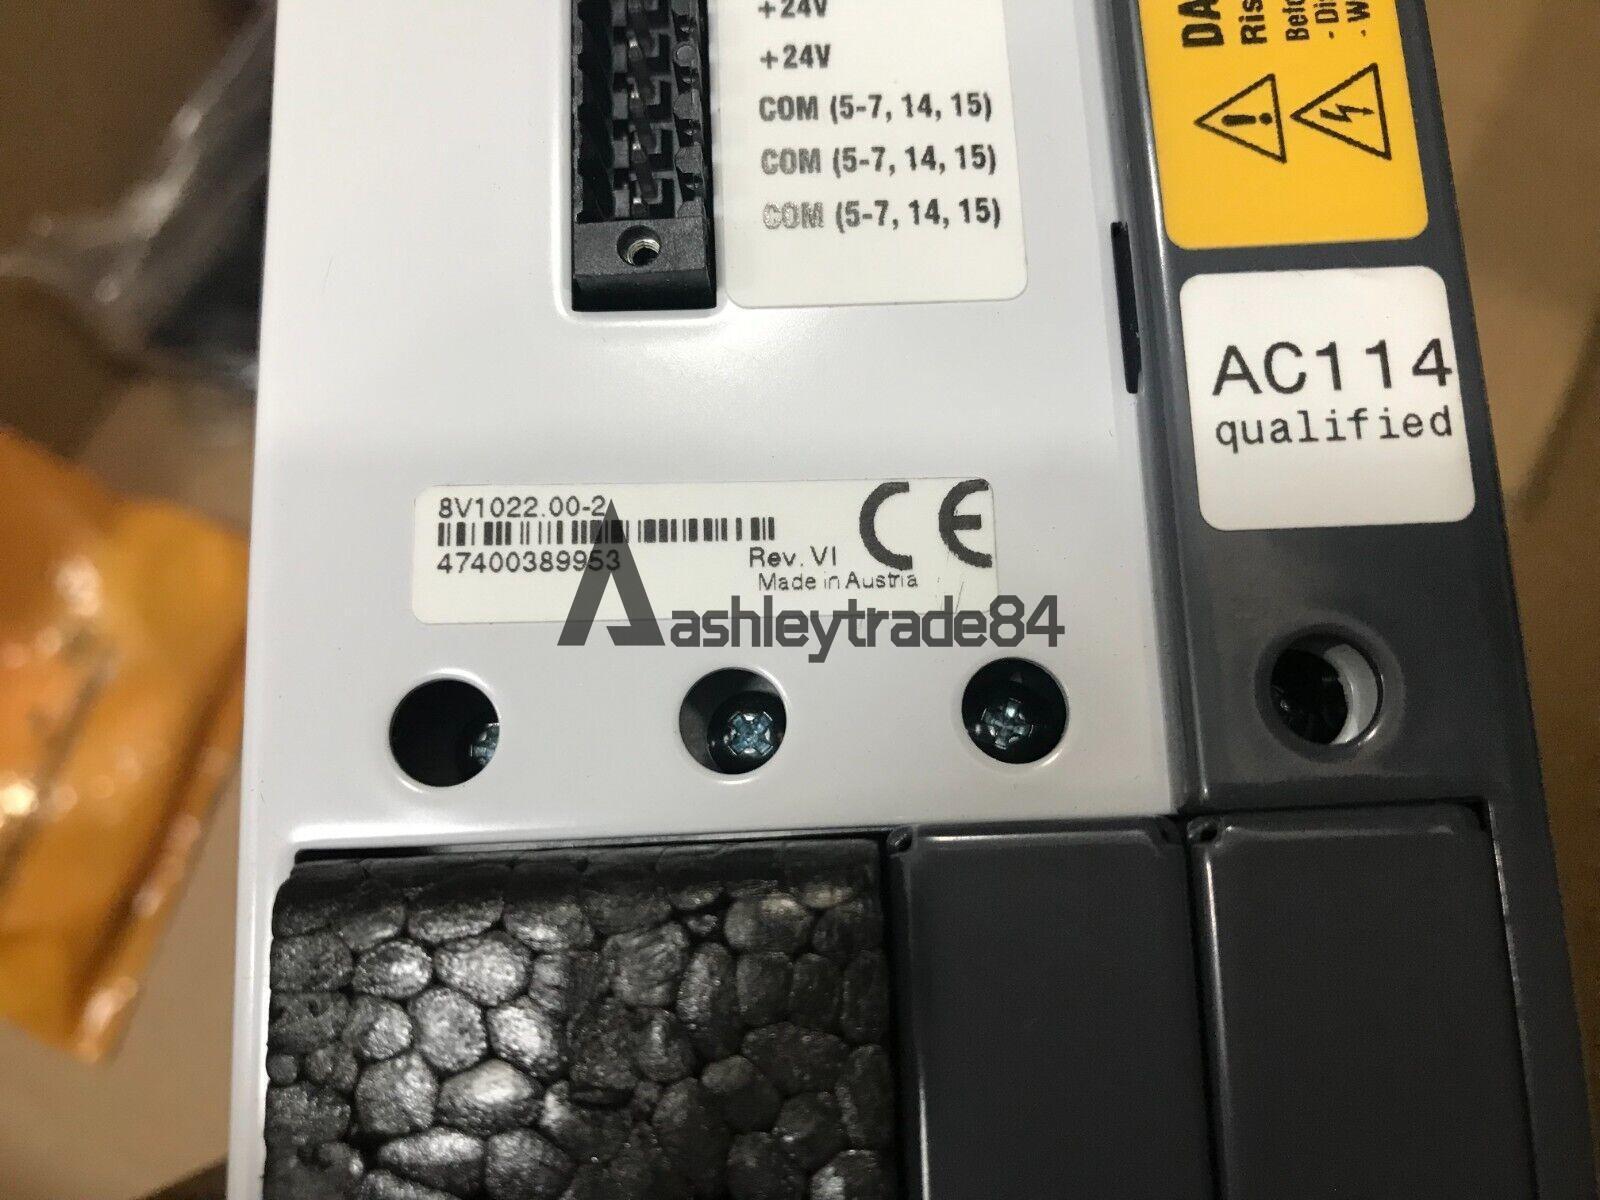 +24V
+24V
COM (5-7, 14, 15)
COM (5-7, 14, 15)
COM (5-7, 14, 15)
AC114
qualified
8V1022.00-2
47400389953
Rev. VI
Made in Austria
CE
ashleytrade84